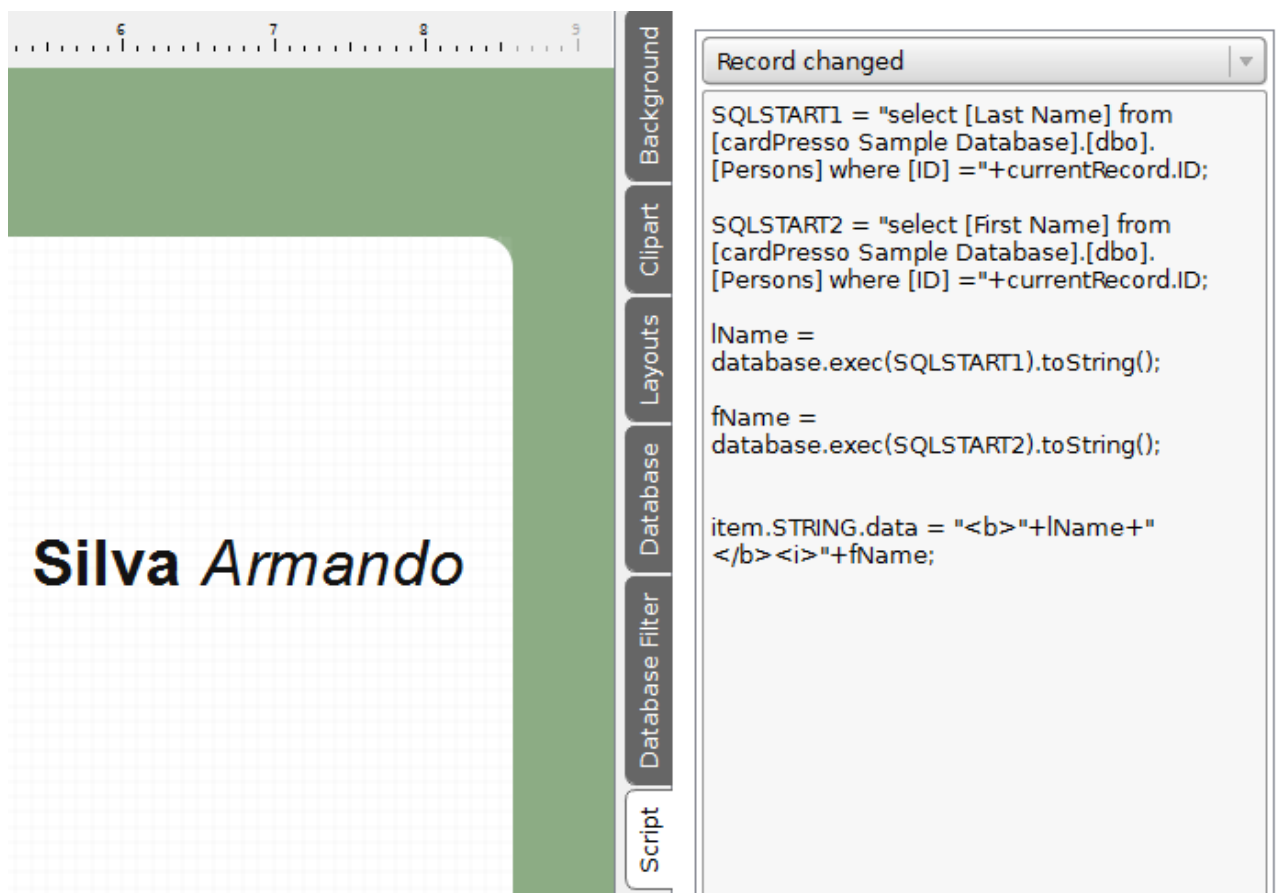 6 7 8 9
Silva Armando
Background
Clipart
Layouts
Database
Database Filter
Script
Record changed
SQLSTART1 = "select [Last Name] from
[cardPresso Sample Database].[dbo].
[Persons] where [ID] ="+currentRecord.ID;
SQLSTART2 = "select [First Name] from
[cardPresso Sample Database].[dbo].
[Persons] where [ID] ="+currentRecord.ID;
lName =
database.exec(SQLSTART1).toString();
fName =
database.exec(SQLSTART2).toString();
item.STRING.data = "<b>"+lName+"
</b><i>"+fName;